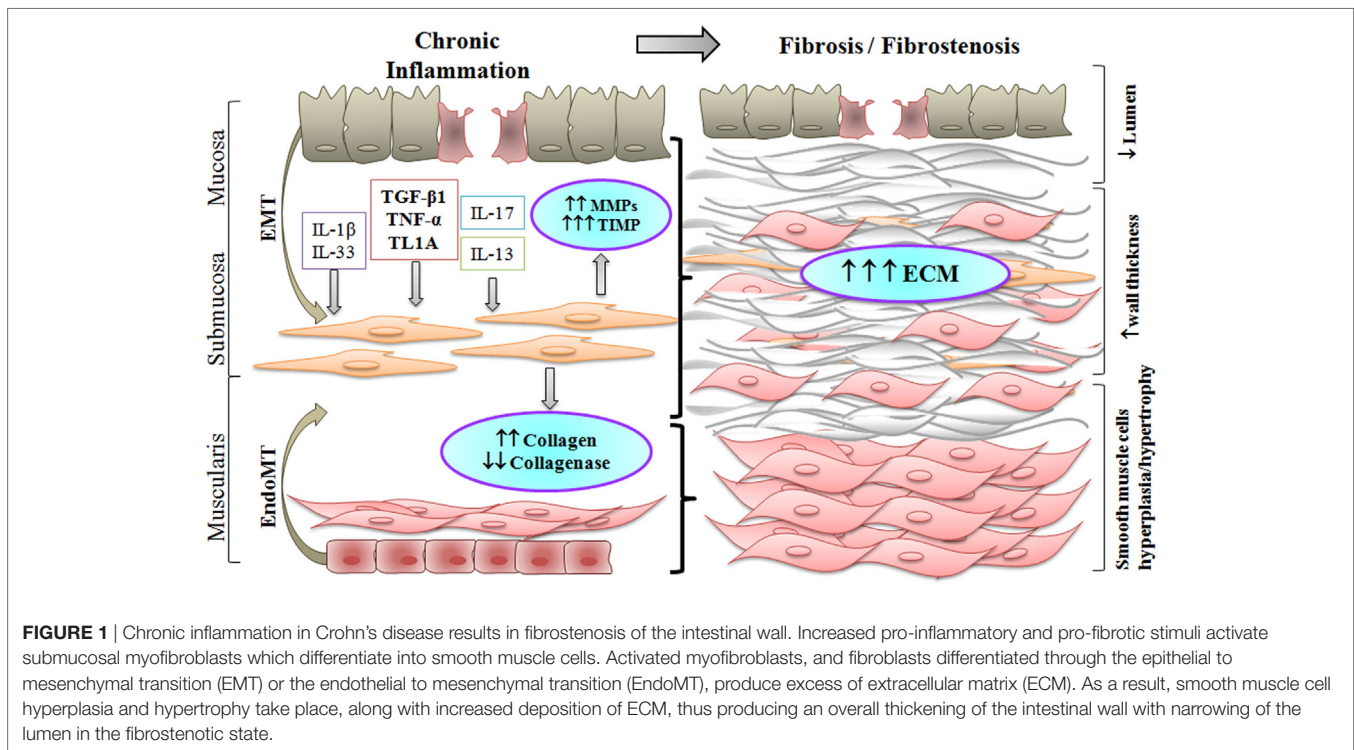 Chronic
Inflammation
Fibrosis / Fibrostenosis
Mucosa
Submucosa
Muscularis
EMT
EndoMT
IL-1β
IL-33
TGF-β1
TNF-α
TL1A
IL-17
IL-13
↑↑ MMPs
↑↑↑ TIMP
↑↑ Collagen
↓↓ Collagenase
↑↑↑ ECM
↓ Lumen
↑wall thickness
Smooth muscle cells
hyperplasia/hypertrophy
FIGURE 1 | Chronic inflammation in Crohn's disease results in fibrostenosis of the intestinal wall. Increased pro-inflammatory and pro-fibrotic stimuli activate
submucosal myofibroblasts which differentiate into smooth muscle cells. Activated myofibroblasts, and fibroblasts differentiated through the epithelial to
mesenchymal transition (EMT) or the endothelial to mesenchymal transition (EndoMT), produce excess of extracellular matrix (ECM). As a result, smooth muscle cell
hyperplasia and hypertrophy take place, along with increased deposition of ECM, thus producing an overall thickening of the intestinal wall with narrowing of the
lumen in the fibrostenotic state.